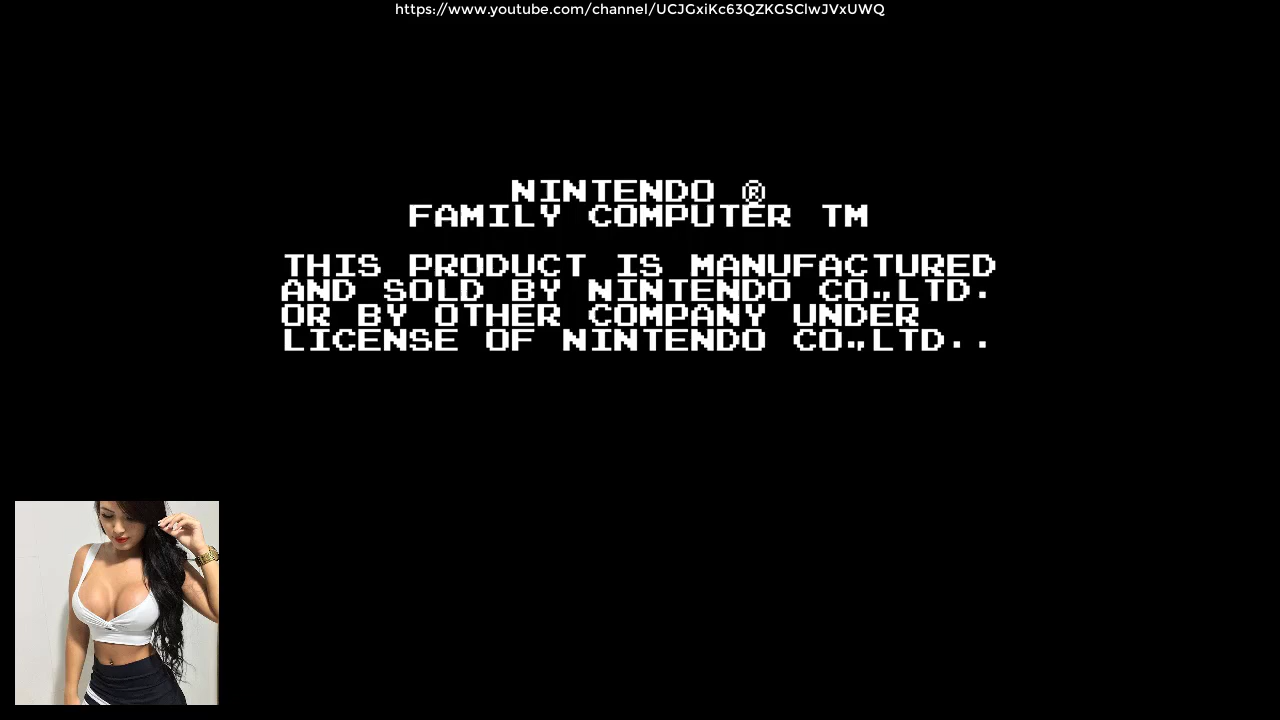 https://www.youtube.com/channel/UCJGxiKc63QZKGSClwJVxUWQ
NINTENDO ®
FAMILY COMPUTER TM
THIS PRODUCT IS MANUFACTURED
AND SOLD BY NINTENDO CO.,LTD.
OR BY OTHER COMPANY UNDER
LICENSE OF NINTENDO CO.,LTD..